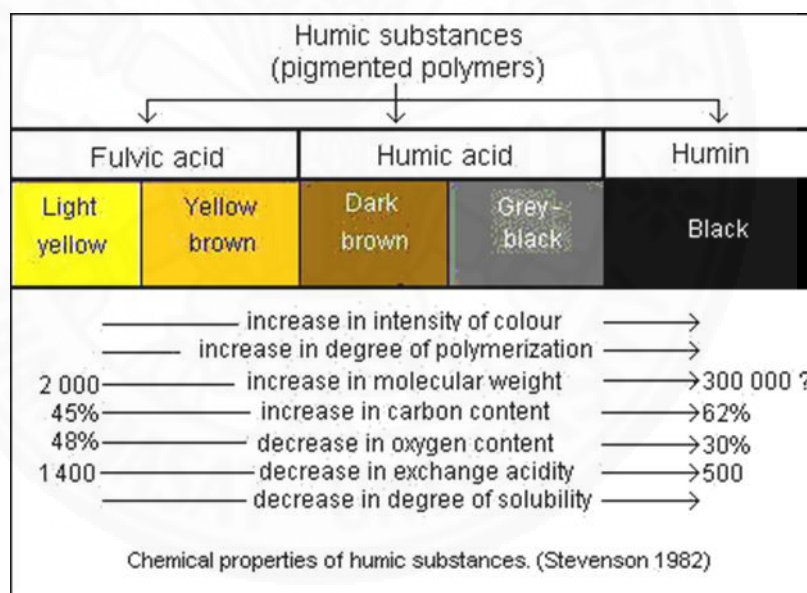 Humic substances
(pigmented polymers)
Fulvic acid Humic acid Humin
Light yellow Yellow brown Dark brown Grey-black Black
increase in intensity of colour
increase in degree of polymerization
2 000 increase in molecular weight 300 000 ?
45% increase in carbon content 62%
48% decrease in oxygen content 30%
1 400 decrease in exchange acidity 500
decrease in degree of solubility
Chemical properties of humic substances. (Stevenson 1982)